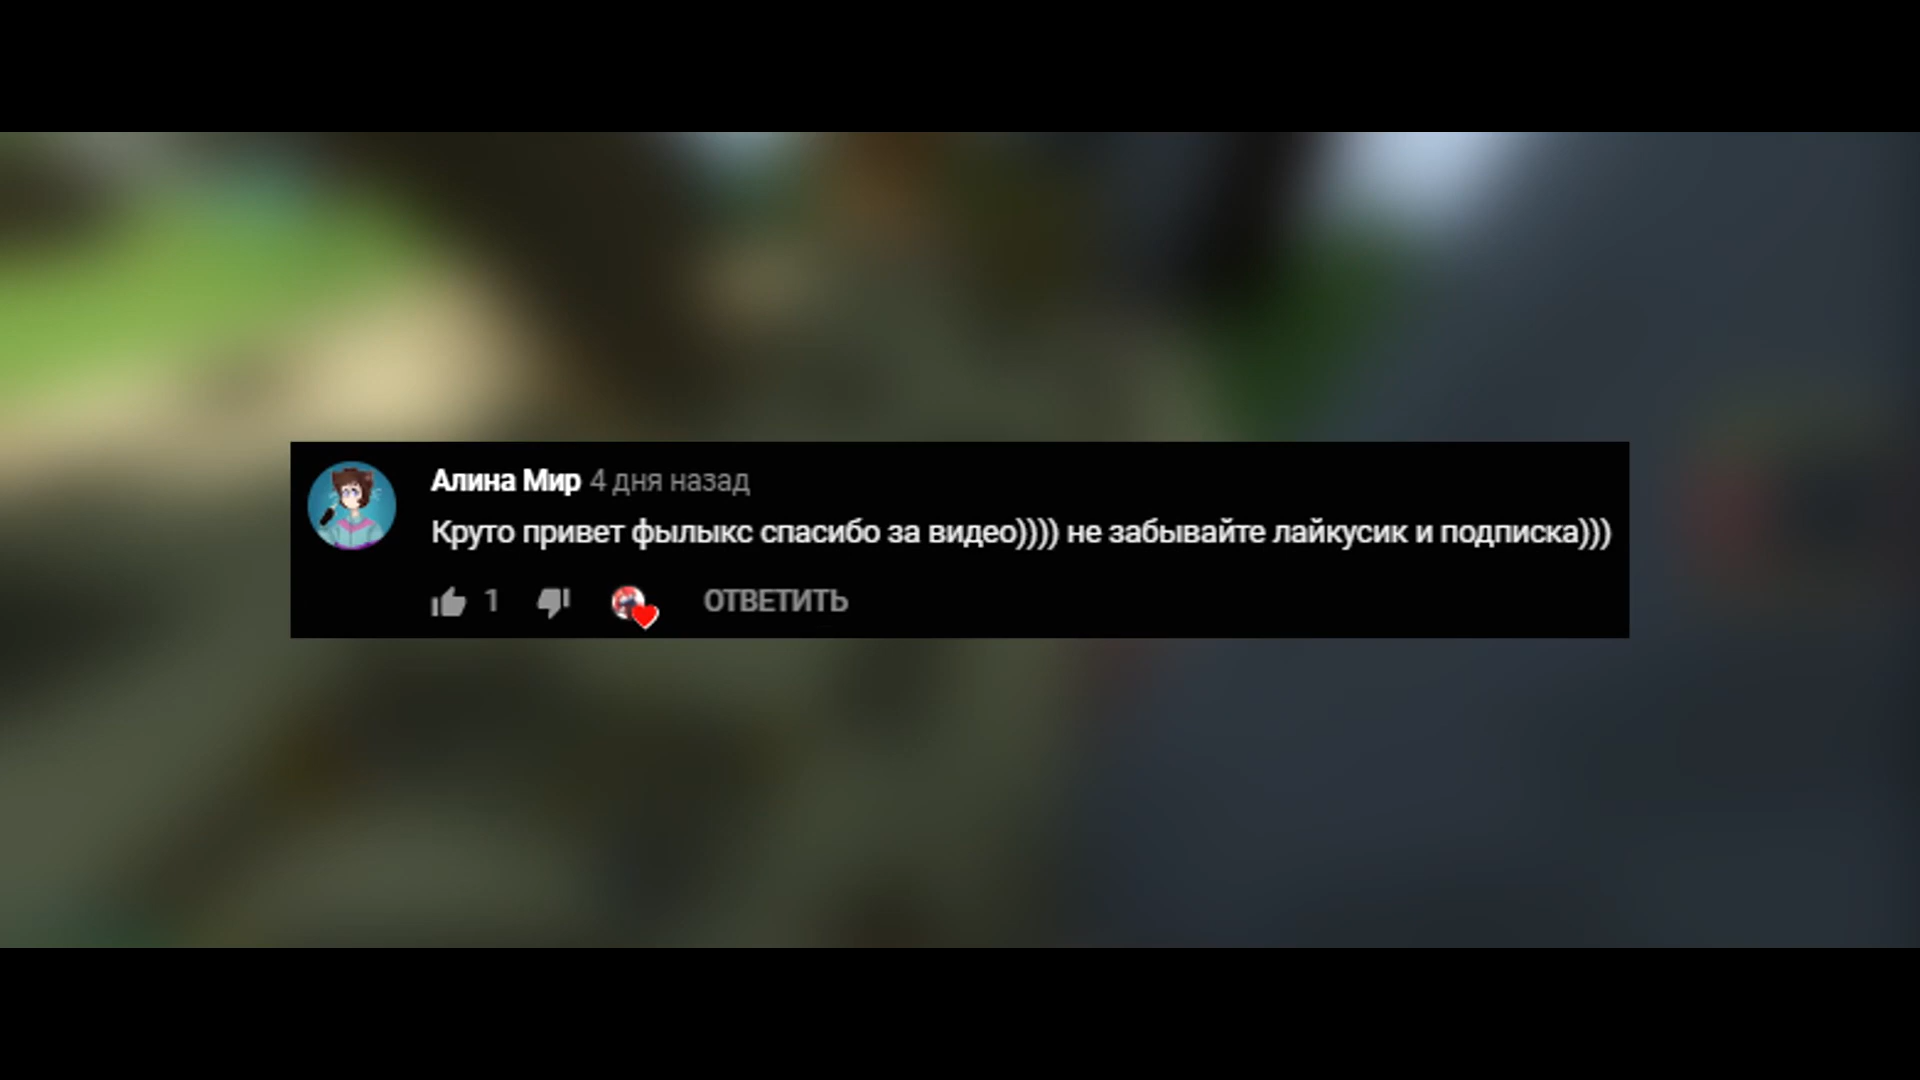 Алина Мир 4 дня назад
Круто привет фылыкс спасибо за видео)))) не забывайте лайкусик и подписка)))
1 ОТВЕТИТЬ